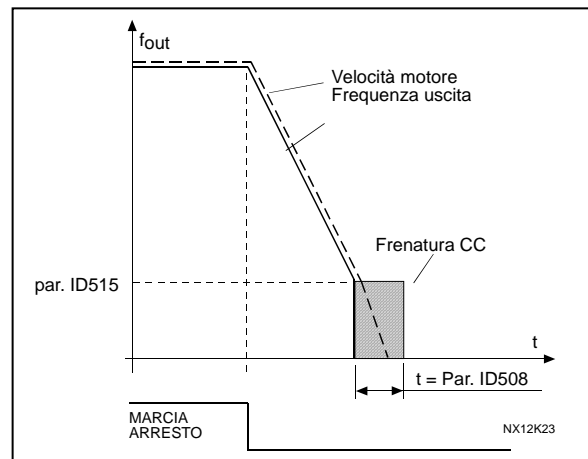 fout
Velocità motore
Frequenza uscita
Frenatura CC
par. ID515
t
t = Par. ID508
MARCIA
ARRESTO
NX12K23